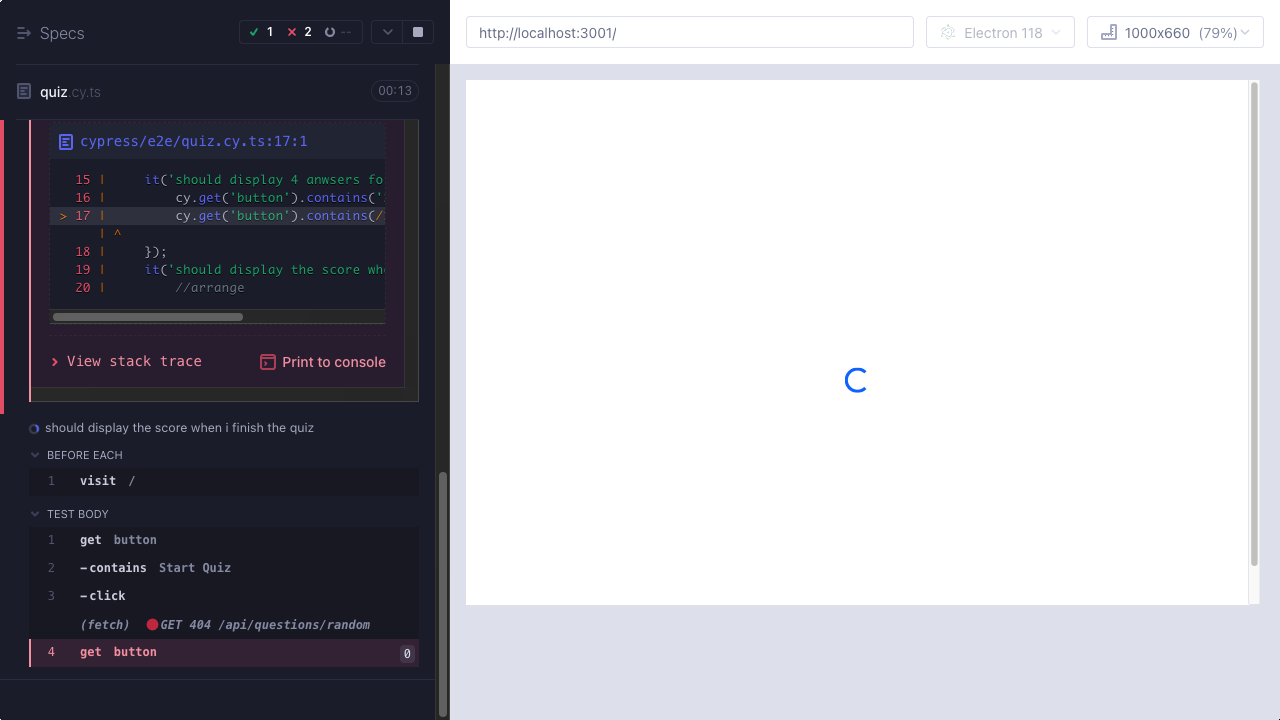 Specs
1 2 --
http://localhost:3001/
Electron 118
1000x660 (79%)
quiz.cy.ts
00:13
cypress/e2e/quiz.cy.ts:17:1
15 | it('should display 4 anwsers fo
16 | cy.get('button').contains('
> 17 | cy.get('button').contains(/
| ^
18 | });
19 | it('should display the score whe
20 | //arrange
View stack trace
Print to console
should display the score when i finish the quiz
BEFORE EACH
1 visit /
TEST BODY
1 get button
2 -contains Start Quiz
3 -click
(fetch) GET 404 /api/questions/random
4 get button 0